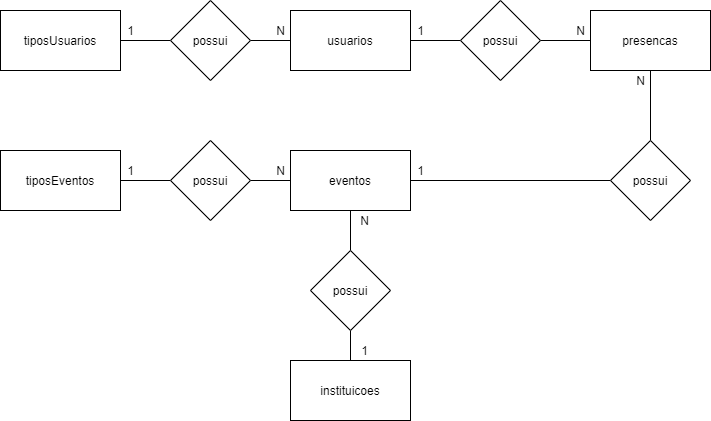 tiposUsuarios 1 possui N usuarios 1 possui N presencas
N
tiposEventos 1 possui N eventos 1 possui
N
possui
1
instituicoes